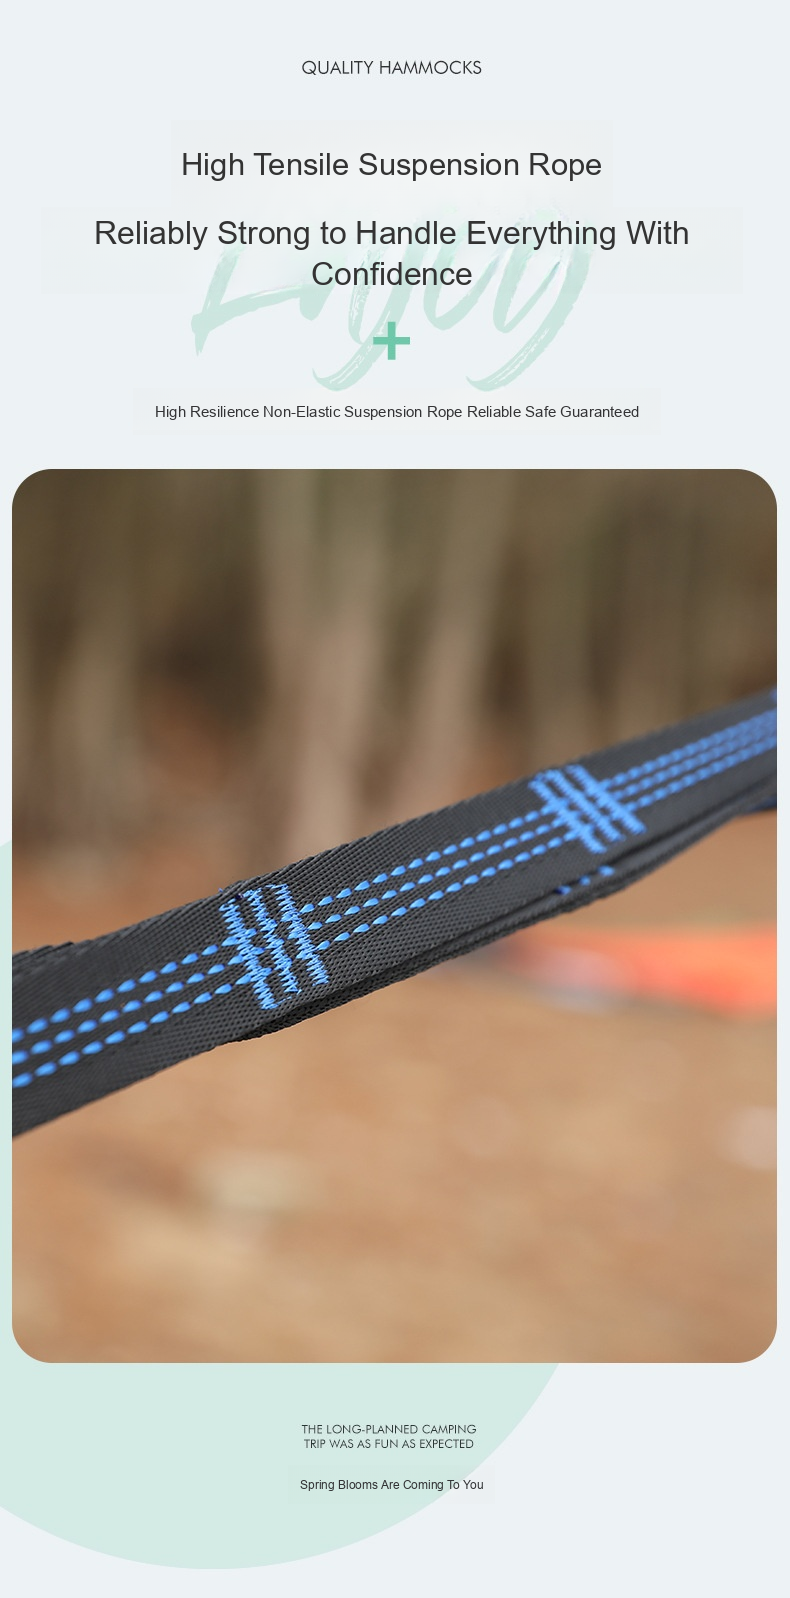 QUALITY HAMMOCKS
High Tensile Suspension Rope
Enjoy
Reliably Strong to Handle Everything With
Confidence
High Resilience Non-Elastic Suspension Rope Reliable Safe Guaranteed
THE LONG-PLANNED CAMPING
TRIP WAS AS FUN AS EXPECTED
Spring Blooms Are Coming To You